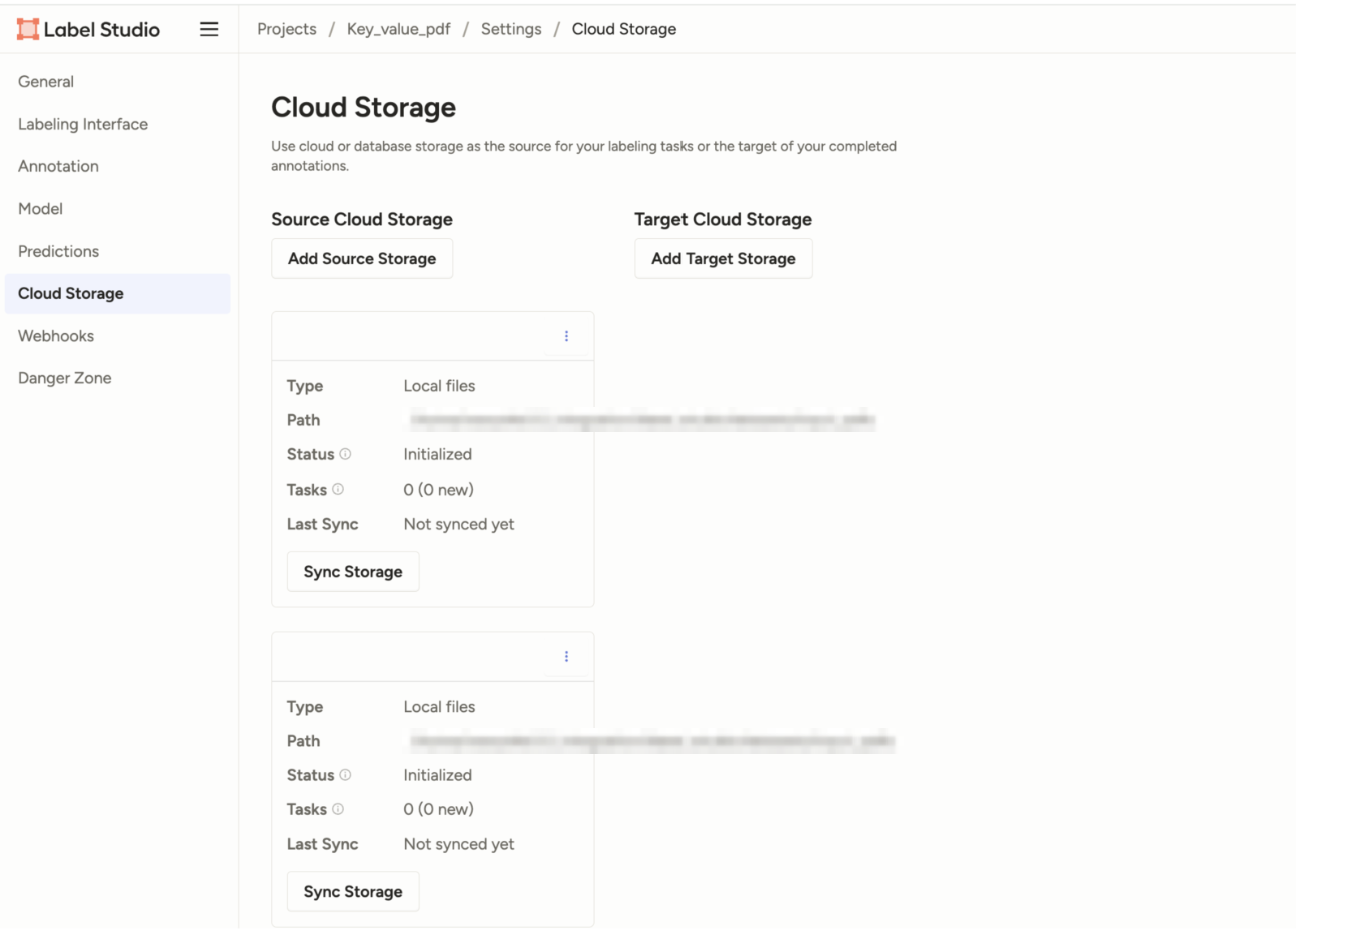 Label Studio
Projects / Key_value_pdf / Settings / Cloud Storage
General
Labeling Interface
Annotation
Model
Predictions
Cloud Storage
Webhooks
Danger Zone
Cloud Storage
Use cloud or database storage as the source for your labeling tasks or the target of your completed
annotations.
Source Cloud Storage
Add Source Storage
Target Cloud Storage
Add Target Storage
Type Local files
Path
Status Initialized
Tasks 0 (0 new)
Last Sync Not synced yet
Sync Storage
Type Local files
Path
Status Initialized
Tasks 0 (0 new)
Last Sync Not synced yet
Sync Storage